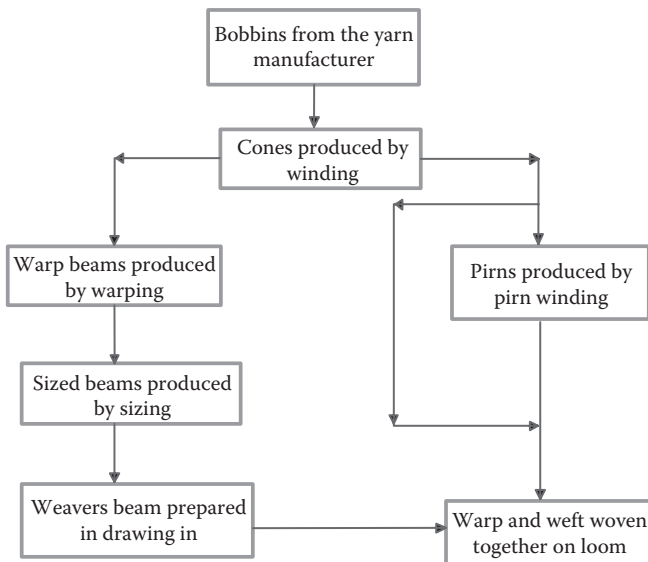 Bobbins from the yarn
manufacturer
Cones produced by
winding
Warp beams produced
by warping
Pirns produced by
pirn winding
Sized beams produced
by sizing
Weavers beam prepared
in drawing in
Warp and weft woven
together on loom